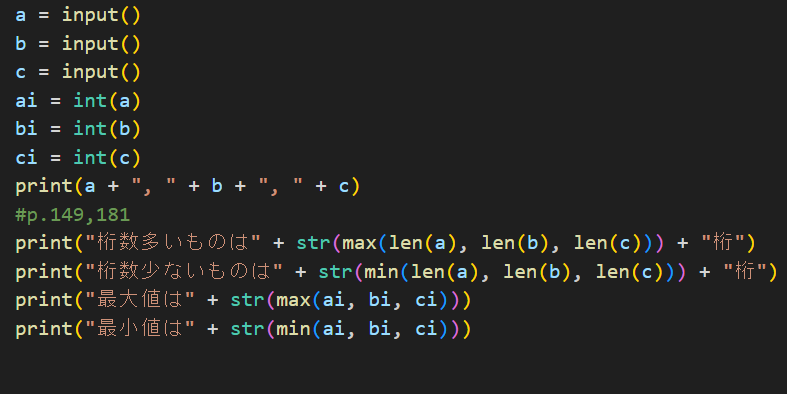 a = input()
b = input()
c = input()
ai = int(a)
bi = int(b)
ci = int(c)
print(a + ", " + b + ", " + c)
#p.149,181
print("桁数多いものは" + str(max(len(a), len(b), len(c))) + "桁")
print("桁数少ないものは" + str(min(len(a), len(b), len(c))) + "桁")
print("最大値は" + str(max(ai, bi, ci)))
print("最小値は" + str(min(ai, bi, ci)))